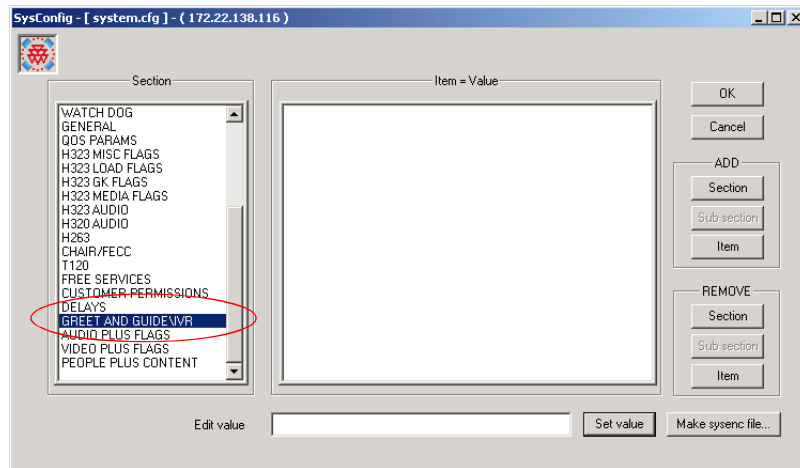 SysConfig - [ system.cfg ] - ( 172.22.138.116 )
Section
WATCH DOG
GENERAL
QOS PARAMS
H323 MISC FLAGS
H323 LOAD FLAGS
H323 GK FLAGS
H323 MEDIA FLAGS
H323 AUDIO
H320 AUDIO
H263
CHAIR/FECC
T120
FREE SERVICES
CUSTOMER PERMISSIONS
DELAYS
GREET AND GUIDE\IVR
AUDIO PLUS FLAGS
VIDEO PLUS FLAGS
PEOPLE PLUS CONTENT
Item = Value
OK
Cancel
ADD
Section
Sub section
Item
REMOVE
Section
Sub section
Item
Edit value
Set value
Make sysenc file...